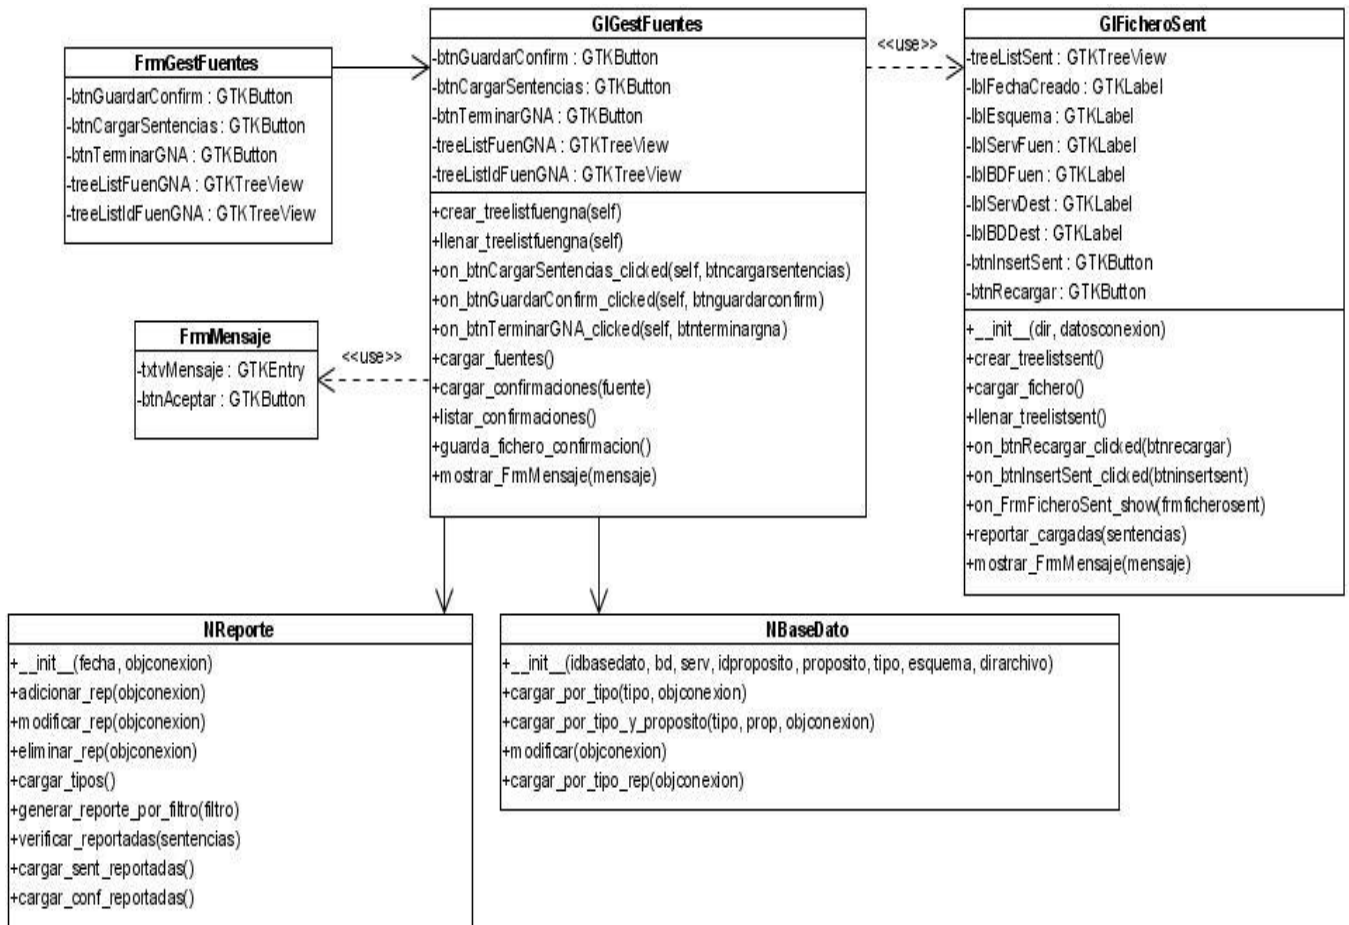 FrmGestFuentes
-btnGuardarConfirm : GTKButton
-btnCargarSentencias : GTKButton
-btnTerminarGNA : GTKButton
-treeListFuenGNA : GTKTreeView
-treeListIdFuenGNA : GTKTreeView
GIGestFuentes
-btnGuardarConfirm : GTKButton
-btnCargarSentencias : GTKButton
-btnTerminarGNA : GTKButton
-treeListFuenGNA : GTKTreeView
-treeListIdFuenGNA : GTKTreeView
+crear_treelistfuengna(self)
+llenar_treelistfuengna(self)
+on_btnCargarSentencias_clicked(self, btncargarsentencias)
+on_btnGuardarConfirm_clicked(self, btnguardarconfirm)
+on_btnTerminarGNA_clicked(self, btnterminargna)
+cargar_fuentes()
+cargar_confirmaciones(fuente)
+listar_confirmaciones()
+guarda_fichero_confirmacion()
+mostrar_FrmMensaje(mensaje)
<<use>>
GIFicheroSent
-treeListSent : GTKTreeView
-lblFechaCreado : GTKLabel
-lblEsquema : GTKLabel
-lblServFuen : GTKLabel
-lblBDFuen : GTKLabel
-lblServDest : GTKLabel
-lblBDDest : GTKLabel
-btnInsertSent : GTKButton
-btnRecargar : GTKButton
+__init__(dir, datosconexion)
+crear_treelistsent()
+cargar_fichero()
+llenar_treelistsent()
+on_btnRecargar_clicked(btnrecargar)
+on_btnInsertSent_clicked(btninsertsent)
+on_FrmFicheroSent_show(frmficherosent)
+reportar_cargadas(sentencias)
+mostrar_FrmMensaje(mensaje)
FrmMensaje
-txtvMensaje : GTKEntry
-btnAceptar : GTKButton
<<use>>
NReporte
+__init__(fecha, objconexion)
+adicionar_rep(objconexion)
+modificar_rep(objconexion)
+eliminar_rep(objconexion)
+cargar_tipos()
+generar_reporte_por_filtro(filtro)
+verificar_reportadas(sentencias)
+cargar_sent_reportadas()
+cargar_conf_reportadas()
NBaseDato
+__init__(idbasedato, bd, serv, idproposito, proposito, tipo, esquema, dirarchivo)
+cargar_por_tipo(tipo, objconexion)
+cargar_por_tipo_y_proposito(tipo, prop, objconexion)
+modificar(objconexion)
+cargar_por_tipo_rep(objconexion)